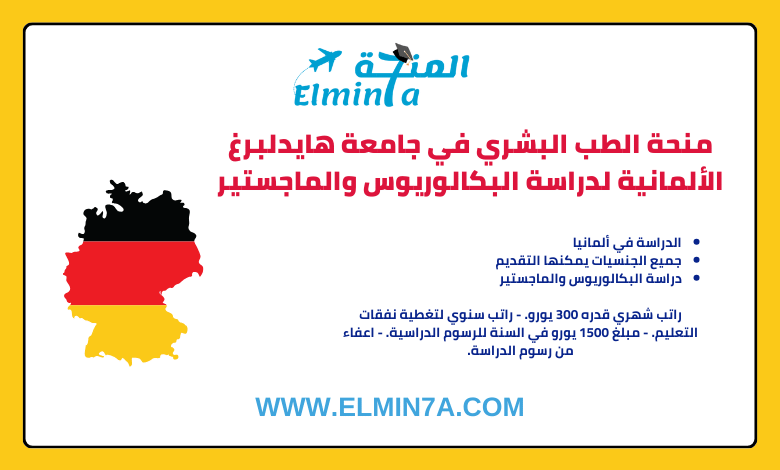 المنحة
Elmin7a
منحة الطب البشري في جامعة هايدلبرغ
الألمانية لدراسة البكالوريوس والماجستير
الدراسة في ألمانيا
جميع الجنسيات يمكنها التقديم
دراسة البكالوريوس والماجستير
راتب شهري قدره 300 يورو. - راتب سنوي لتغطية نفقات
التعليم. - مبلغ 1500 يورو في السنة للرسوم الدراسية. - اعفاء
من رسوم الدراسة.
WWW.ELMIN7A.COM